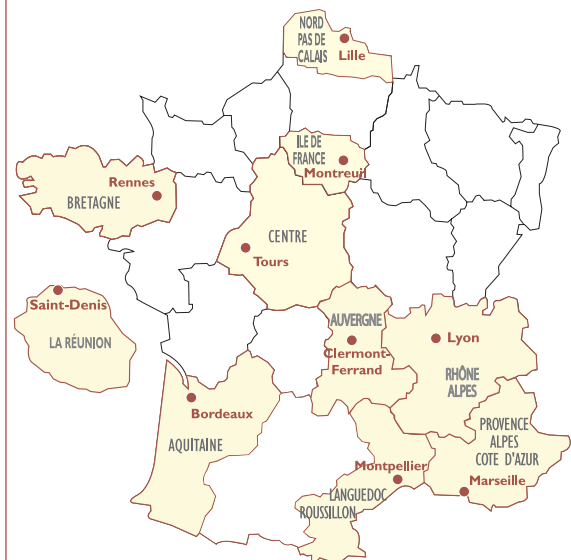 NORD
PAS DE
CALAIS
Lille
ILE DE
FRANCE
Montreuil
Rennes
BRETAGNE
CENTRE
Tours
Saint-Denis
LA RÉUNION
AUVERGNE
Clermont-
Ferrand
Lyon
RHÔNE
ALPES
Bordeaux
AQUITAINE
PROVENCE
ALPES
COTE D'AZUR
Montpellier
Marseille
LANGUEDOC
ROUSSILLON